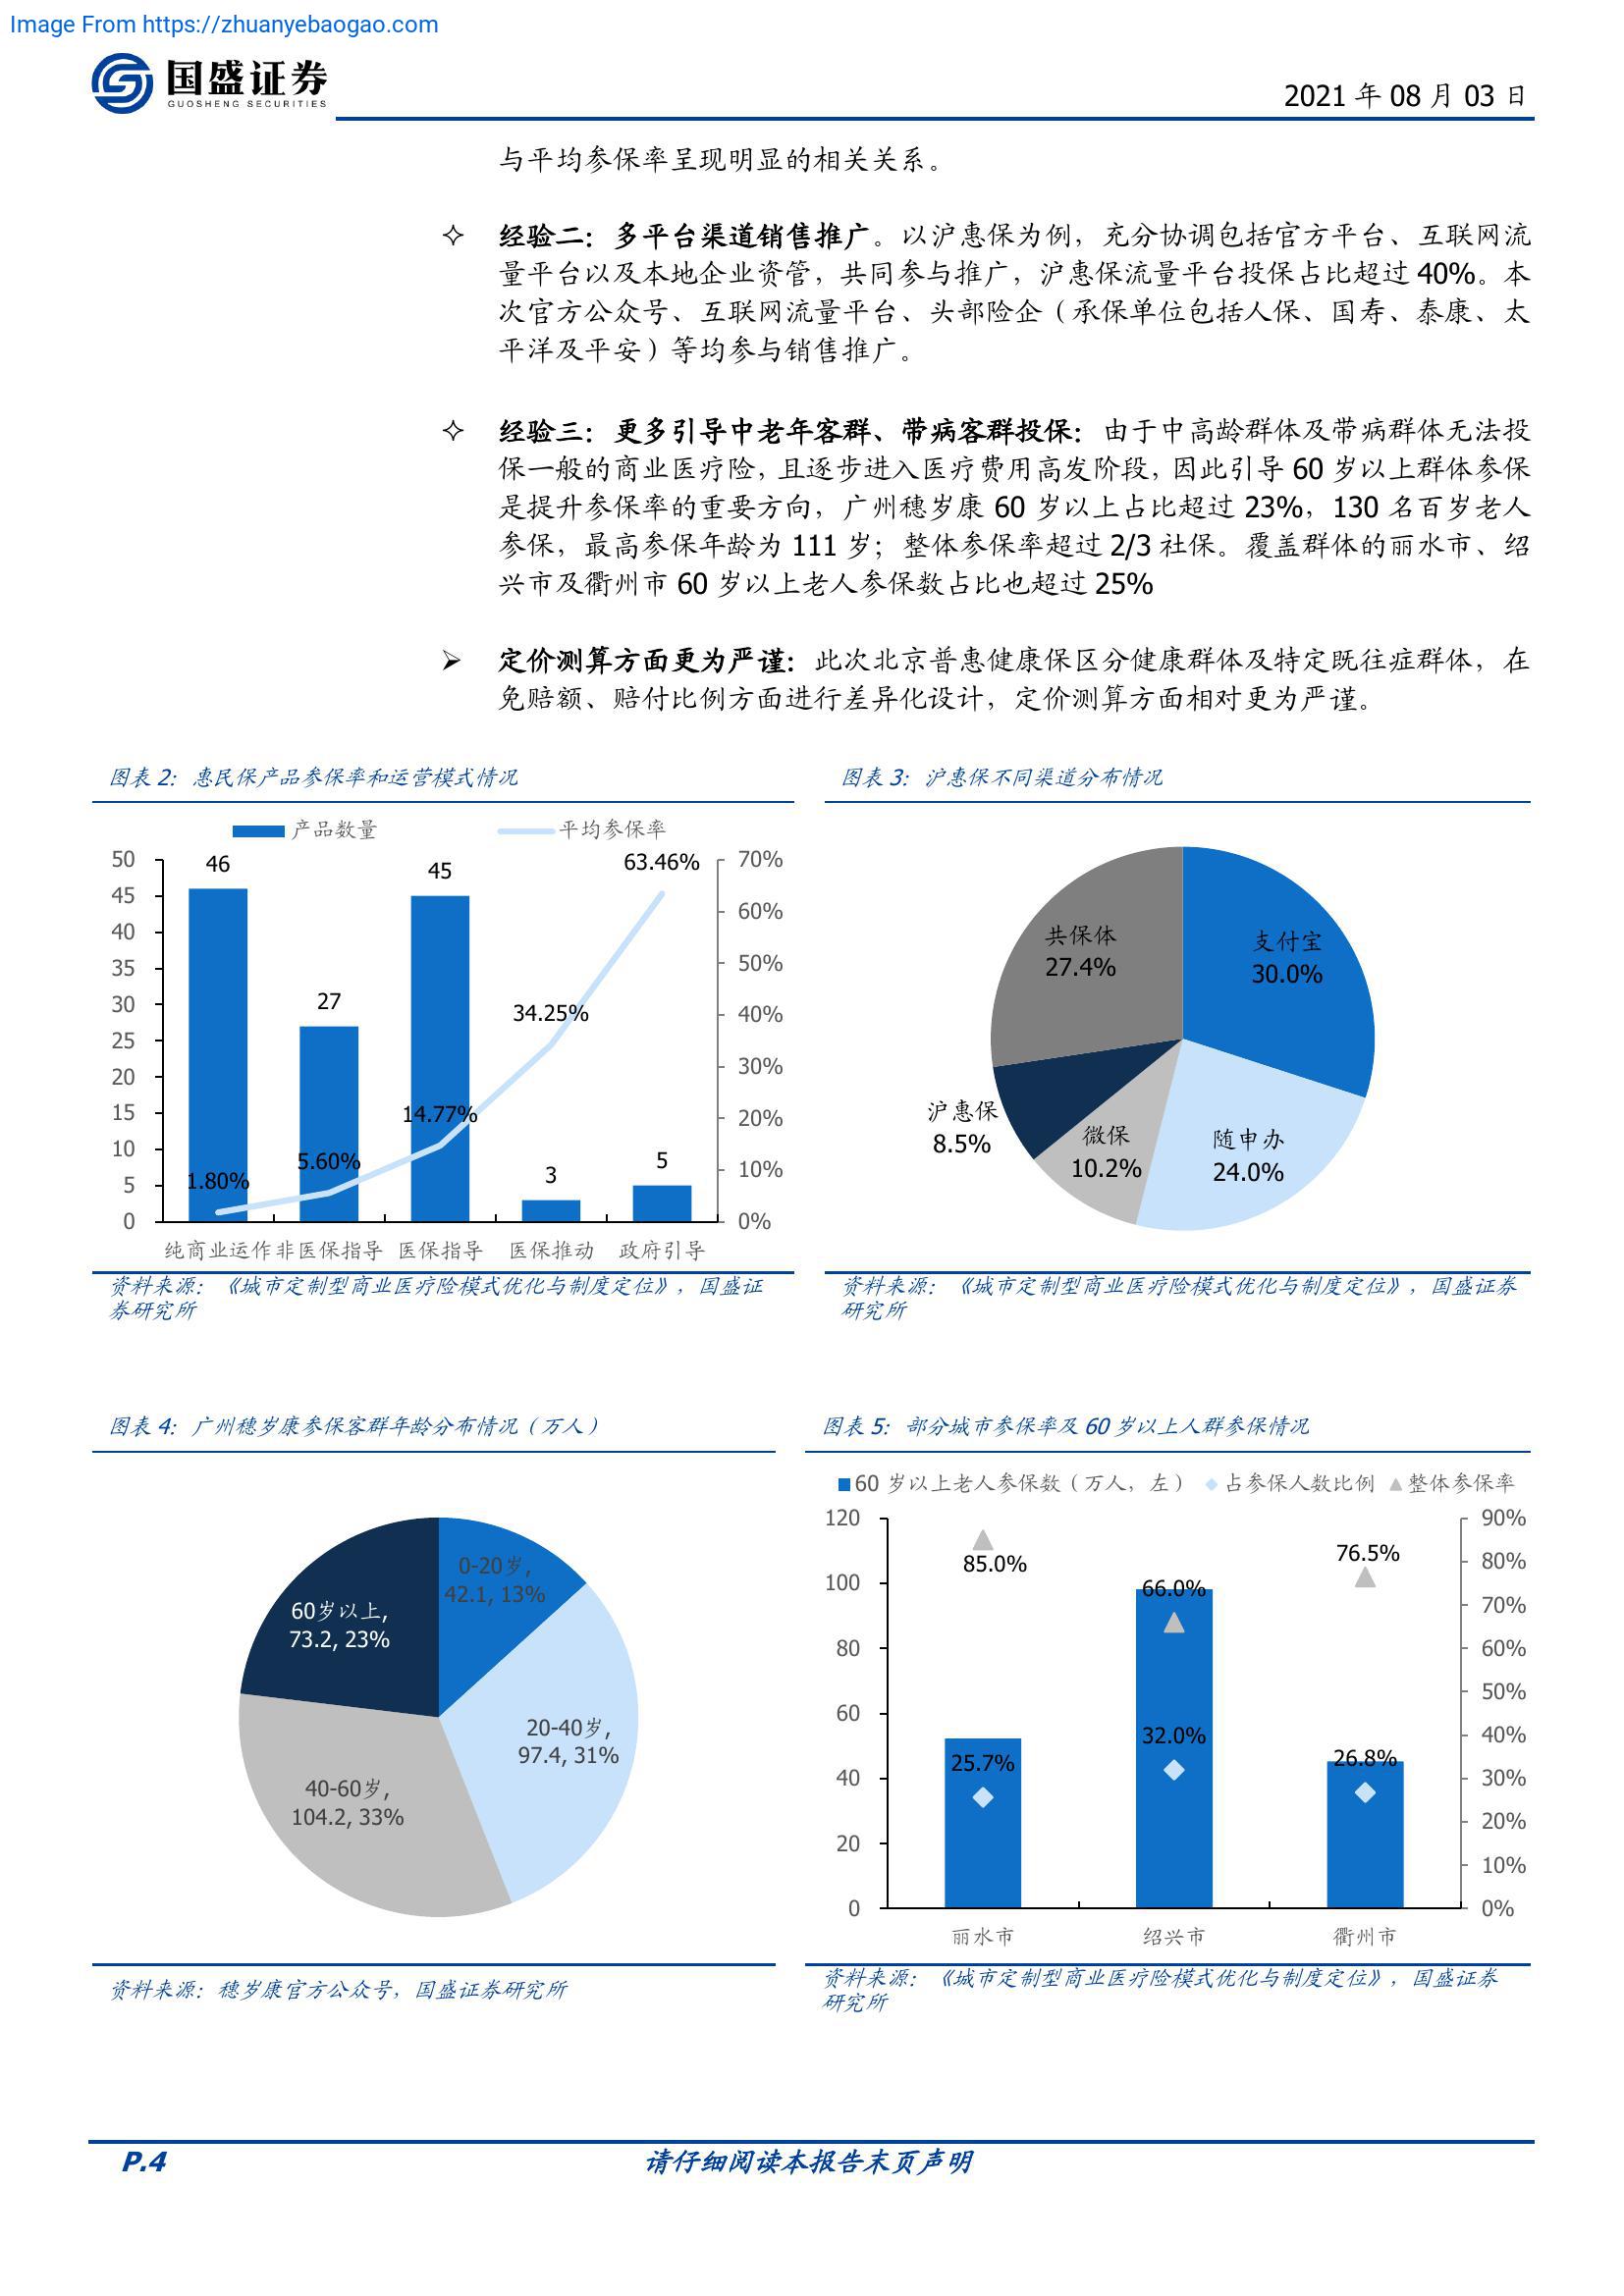 Image From https://zhuanyebaogao.com
国盛证券
GUOSHENG SECURITIES
2021 年 08 月 03 日
与平均参保率呈现明显的相关关系。
经验二：多平台渠道销售推广。以沪惠保为例，充分协调包括官方平台、互联网流
量平台以及本地企业资管，共同参与推广，沪惠保流量平台投保占比超过 40%。本
次官方公众号、互联网流量平台、头部险企（承保单位包括人保、国寿、泰康、太
平洋及平安）等均参与销售推广。
经验三：更多引导中老年客群、带病客群投保：由于中高龄群体及带病群体无法投
保一般的商业医疗险，且逐步进入医疗费用高发阶段，因此引导 60 岁以上群体参保
是提升参保率的重要方向，广州穗岁康 60 岁以上占比超过 23%，130 名百岁老人
参保，最高参保年龄为 111 岁；整体参保率超过 2/3 社保。覆盖群体的丽水市、绍
兴市及衢州市 60 岁以上老人参保数占比也超过 25%
定价测算方面更为严谨：此次北京普惠健康保区分健康群体及特定既往症群体，在
免赔额、赔付比例方面进行差异化设计，定价测算方面相对更为严谨。
图表 2：惠民保产品参保率和运营模式情况
产品数量 平均参保率
50
45
40
35
30
25
20
15
10
5
0
46
27
45
3
5
1.80%
5.60%
14.77%
34.25%
63.46%
70%
60%
50%
40%
30%
20%
10%
0%
纯商业运作 非医保指导 医保指导 医保推动 政府引导
资料来源：《城市定制型商业医疗险模式优化与制度定位》，国盛证
券研究所
图表 3：沪惠保不同渠道分布情况
支付宝
30.0%
随申办
24.0%
微保
10.2%
沪惠保
8.5%
共保体
27.4%
资料来源：《城市定制型商业医疗险模式优化与制度定位》，国盛证券
研究所
图表 4：广州穗岁康参保客群年龄分布情况（万人）
0-20岁,
42.1, 13%
20-40岁,
97.4, 31%
40-60岁,
104.2, 33%
60岁以上,
73.2, 23%
资料来源：穗岁康官方公众号，国盛证券研究所
图表 5：部分城市参保率及 60 岁以上人群参保情况
60 岁以上老人参保数（万人，左） 占参保人数比例 整体参保率
120
100
80
60
40
20
0
85.0%
66.0%
76.5%
25.7%
32.0%
26.8%
90%
80%
70%
60%
50%
40%
30%
20%
10%
0%
丽水市 绍兴市 衢州市
资料来源：《城市定制型商业医疗险模式优化与制度定位》，国盛证券
研究所
P.4
请仔细阅读本报告末页声明